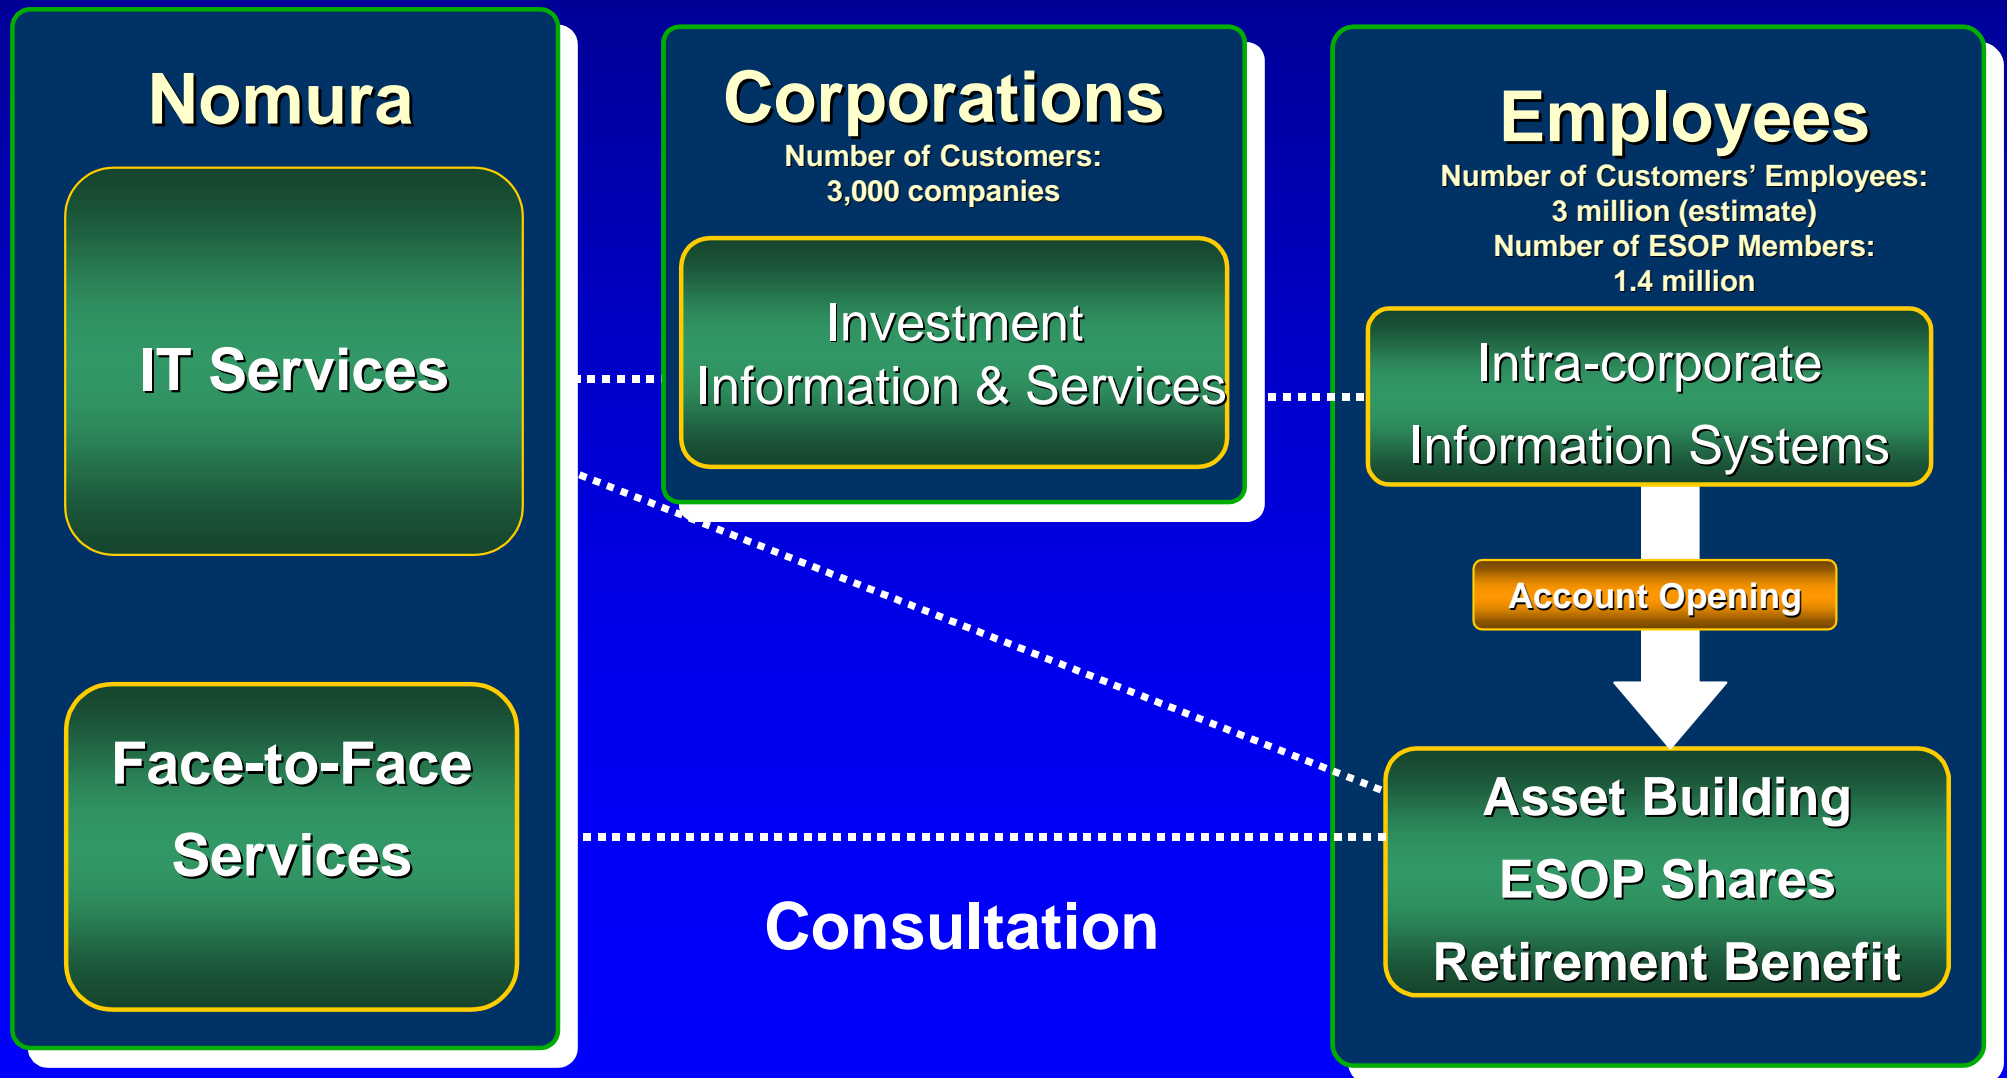 Nomura
IT Services
Face-to-Face
Services
Corporations
Number of Customers:
3,000 companies
Investment
Information & Services
Consultation
Employees
Number of Customers’ Employees:
3 million (estimate)
Number of ESOP Members:
1.4 million
Intra-corporate
Information Systems
Account Opening
Asset Building
ESOP Shares
Retirement Benefit